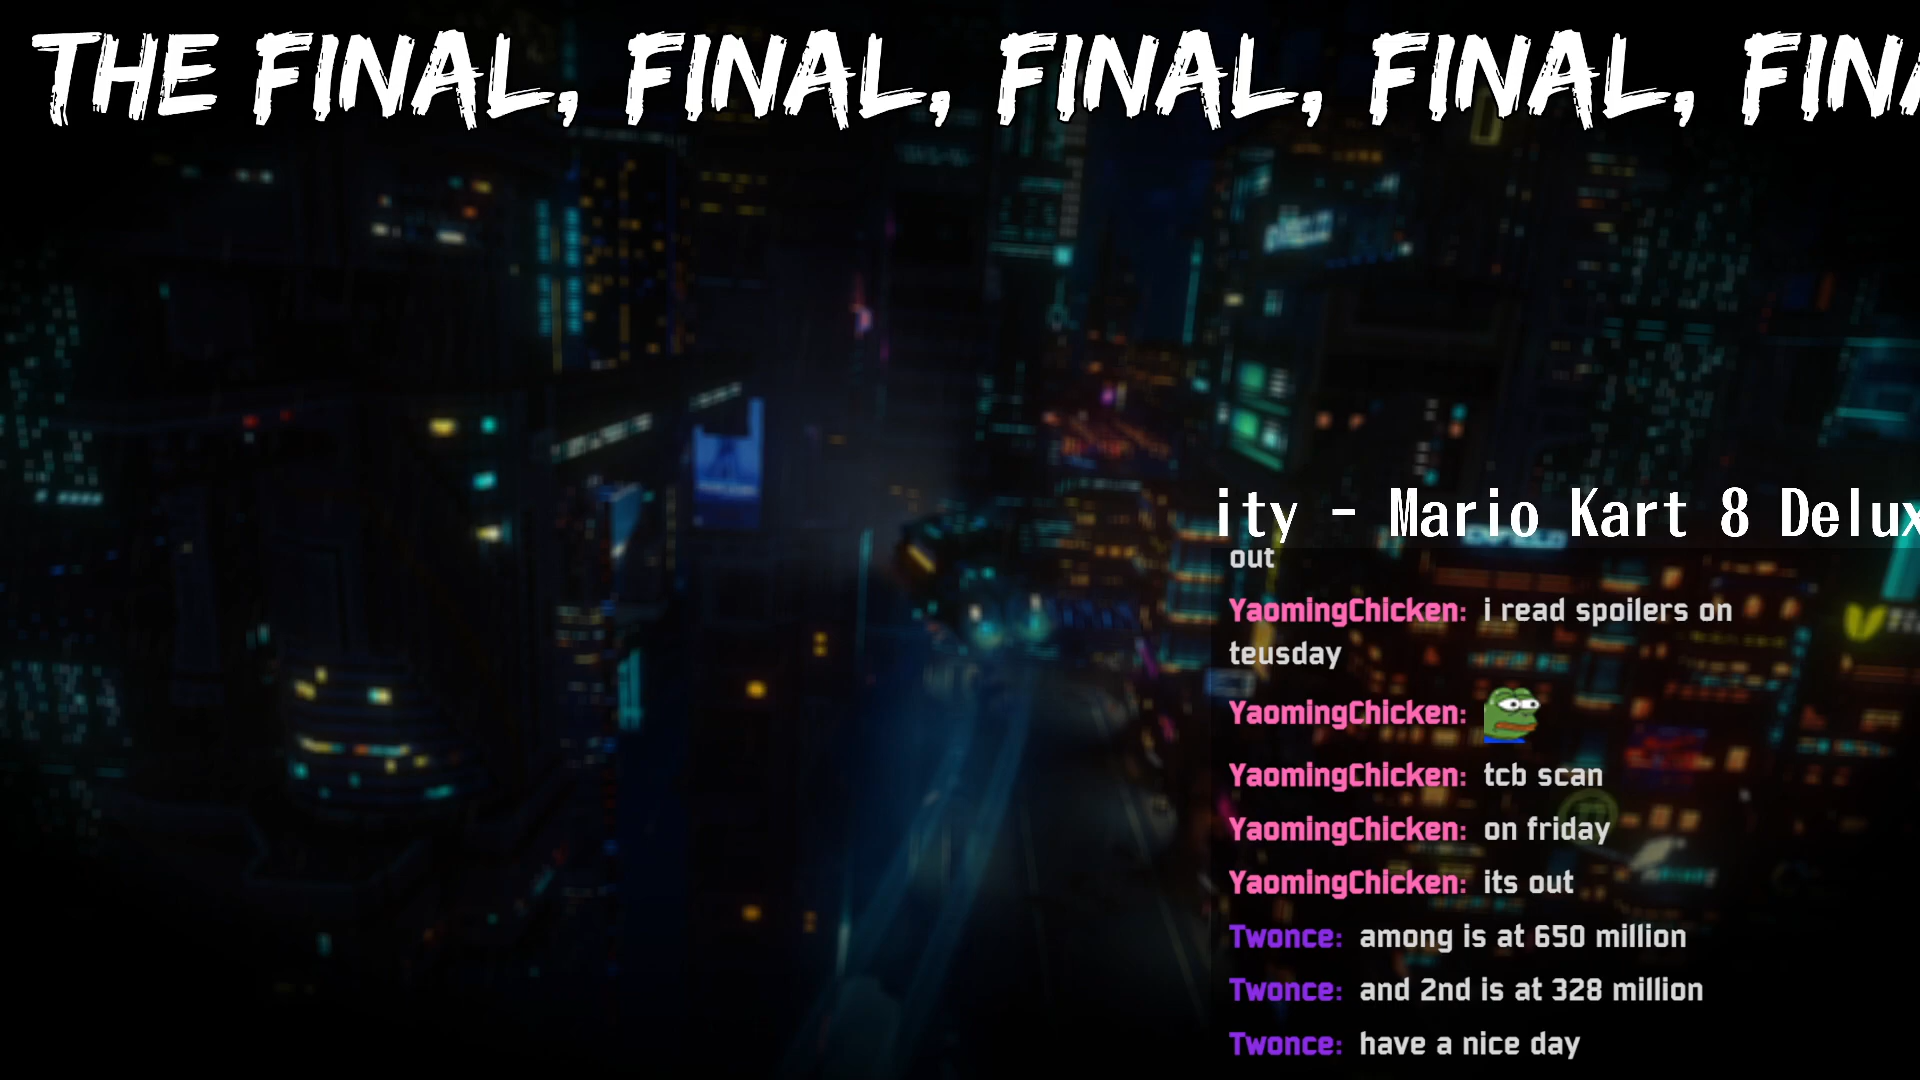 THE FINAL, FINAL, FINAL, FINAL, FINA
ity - Mario Kart 8 Delux
out
YaomingChicken: i read spoilers on
teusday
YaomingChicken:
YaomingChicken: tcb scan
YaomingChicken: on friday
YaomingChicken: its out
Twonce: among is at 650 million
Twonce: and 2nd is at 328 million
Twonce: have a nice day